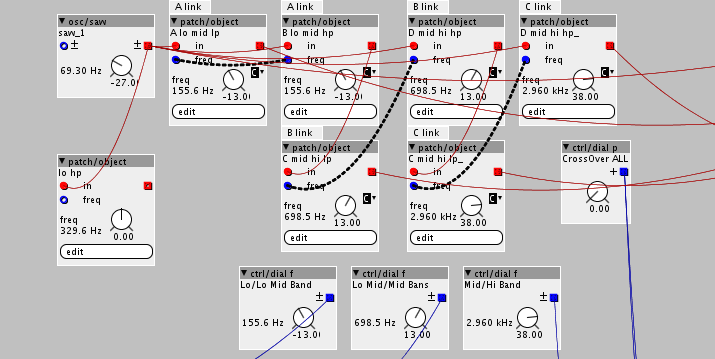 A link
A link
B link
C link
osc/saw
saw_1
69.30 Hz
-27.0
patch/object
A lo mid lp
in
freq
freq
155.6 Hz
-13.0
edit
patch/object
B lo mid hp
in
freq
freq
155.6 Hz
-13.0
edit
patch/object
D mid hi hp
in
freq
freq
698.5 Hz
13.00
edit
patch/object
D mid hi hp_
in
freq
freq
2.960 kHz
38.00
edit
patch/object
lo hp
in
freq
freq
329.6 Hz
0.00
edit
B link
patch/object
C mid hi lp
in
freq
freq
698.5 Hz
13.00
edit
C link
patch/object
C mid hi lp_
in
freq
freq
2.960 kHz
38.00
edit
ctrl/dial p
CrossOver ALL
0.00
ctrl/dial f
Lo/Lo Mid Band
155.6 Hz
-13.0
ctrl/dial f
Lo Mid/Mid Bans
698.5 Hz
13.00
ctrl/dial f
Mid/Hi Band
2.960 kHz
38.00